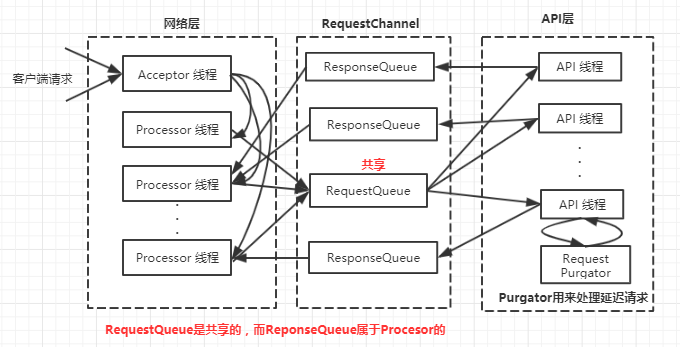 网络层
RequestChannel
API层
客户端请求
Acceptor 线程
Processor 线程
Processor 线程
Processor 线程
ResponseQueue
ResponseQueue
共享
RequestQueue
ResponseQueue
API 线程
API 线程
API 线程
Request
Purgator
Purgator用来处理延迟请求
RequestQueue是共享的，而ReponseQueue属于Procesor的